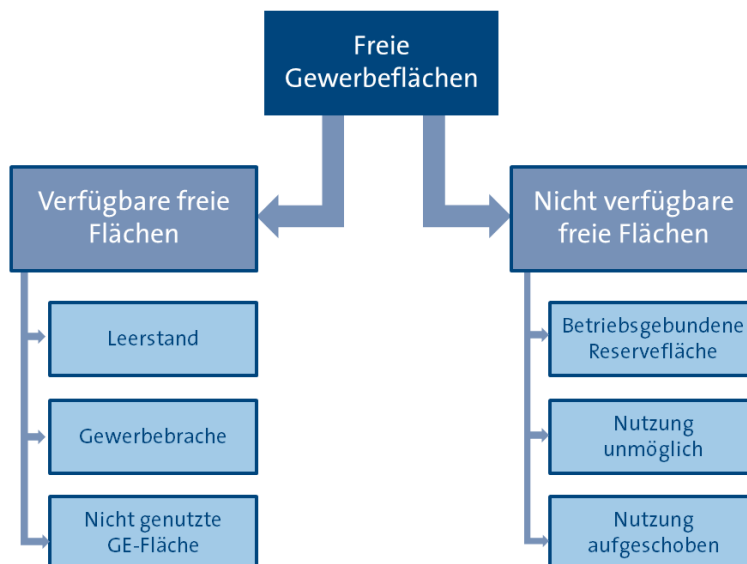 Freie
Gewerbeflächen
Verfügbare freie
Flächen
Nicht verfügbare
freie Flächen
Leerstand
Gewerbebrache
Nicht genutzte
GE-Fläche
Betriebsgebundene
Reservefläche
Nutzung
unmöglich
Nutzung
aufgeschoben